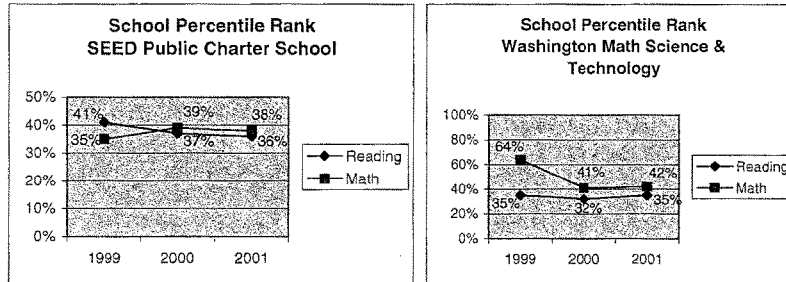 School Percentile Rank
SEED Public Charter School
50%
40%
30%
20%
10%
0%
41%
35%
39%
37%
38%
36%
1999 2000 2001
Reading
Math
School Percentile Rank
Washington Math Science &
Technology
100%
80%
60%
40%
20%
0%
64%
35%
41%
32%
42%
35%
1999 2000 2001
Reading
Math